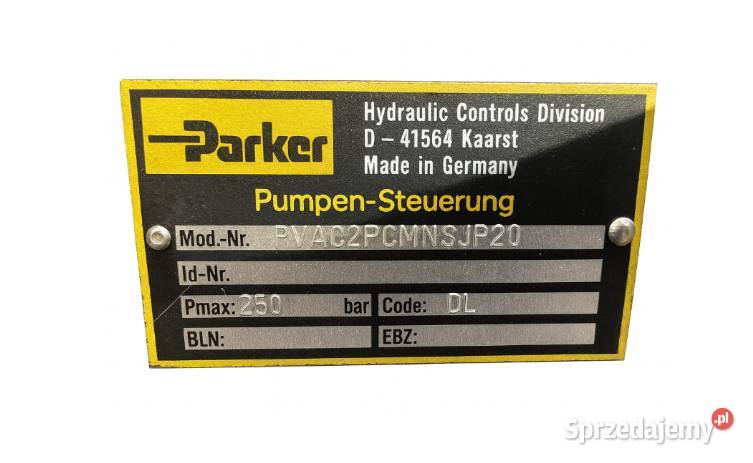 Parker
Hydraulic Controls Division
D – 41564 Kaarst
Made in Germany
Pumpen-Steuerung
Mod.-Nr. PVAC2PCMNSJP20
Id-Nr.
Pmax: 250 bar Code: DL
BLN: EBZ:
Sprzedajemy.pl